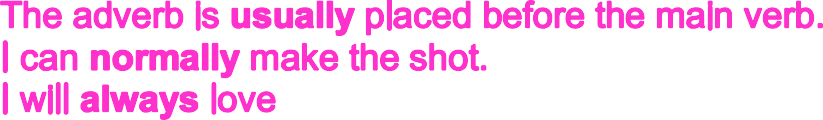 The adverb is usually placed before the main verb.
I can normally make the shot.
I will always love